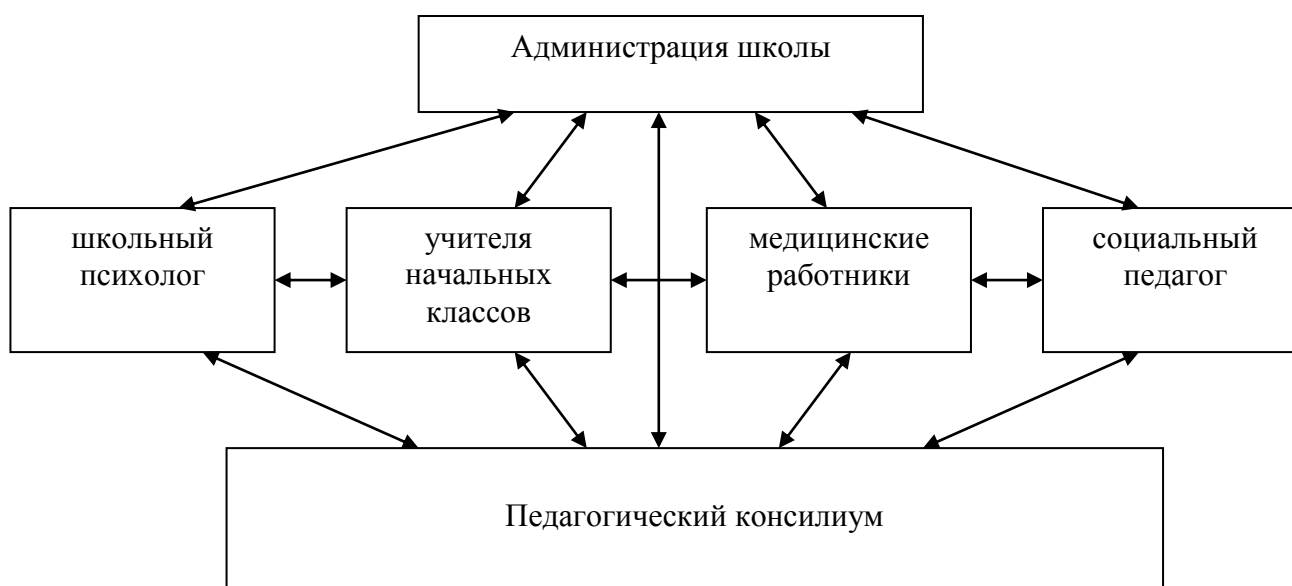 Администрация школы
школьный
психолог
учителя
начальных
классов
медицинские
работники
социальный
педагог
Педагогический консилиум